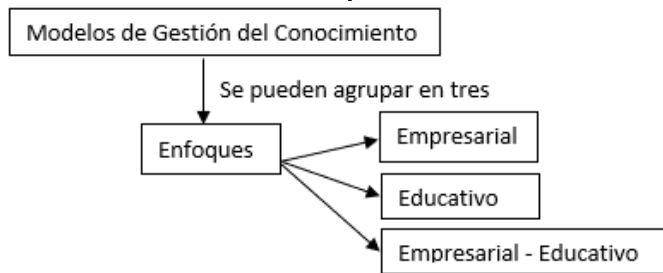 Modelos de Gestión del Conocimiento
Se pueden agrupar en tres
Enfoques
Empresarial
Educativo
Empresarial - Educativo